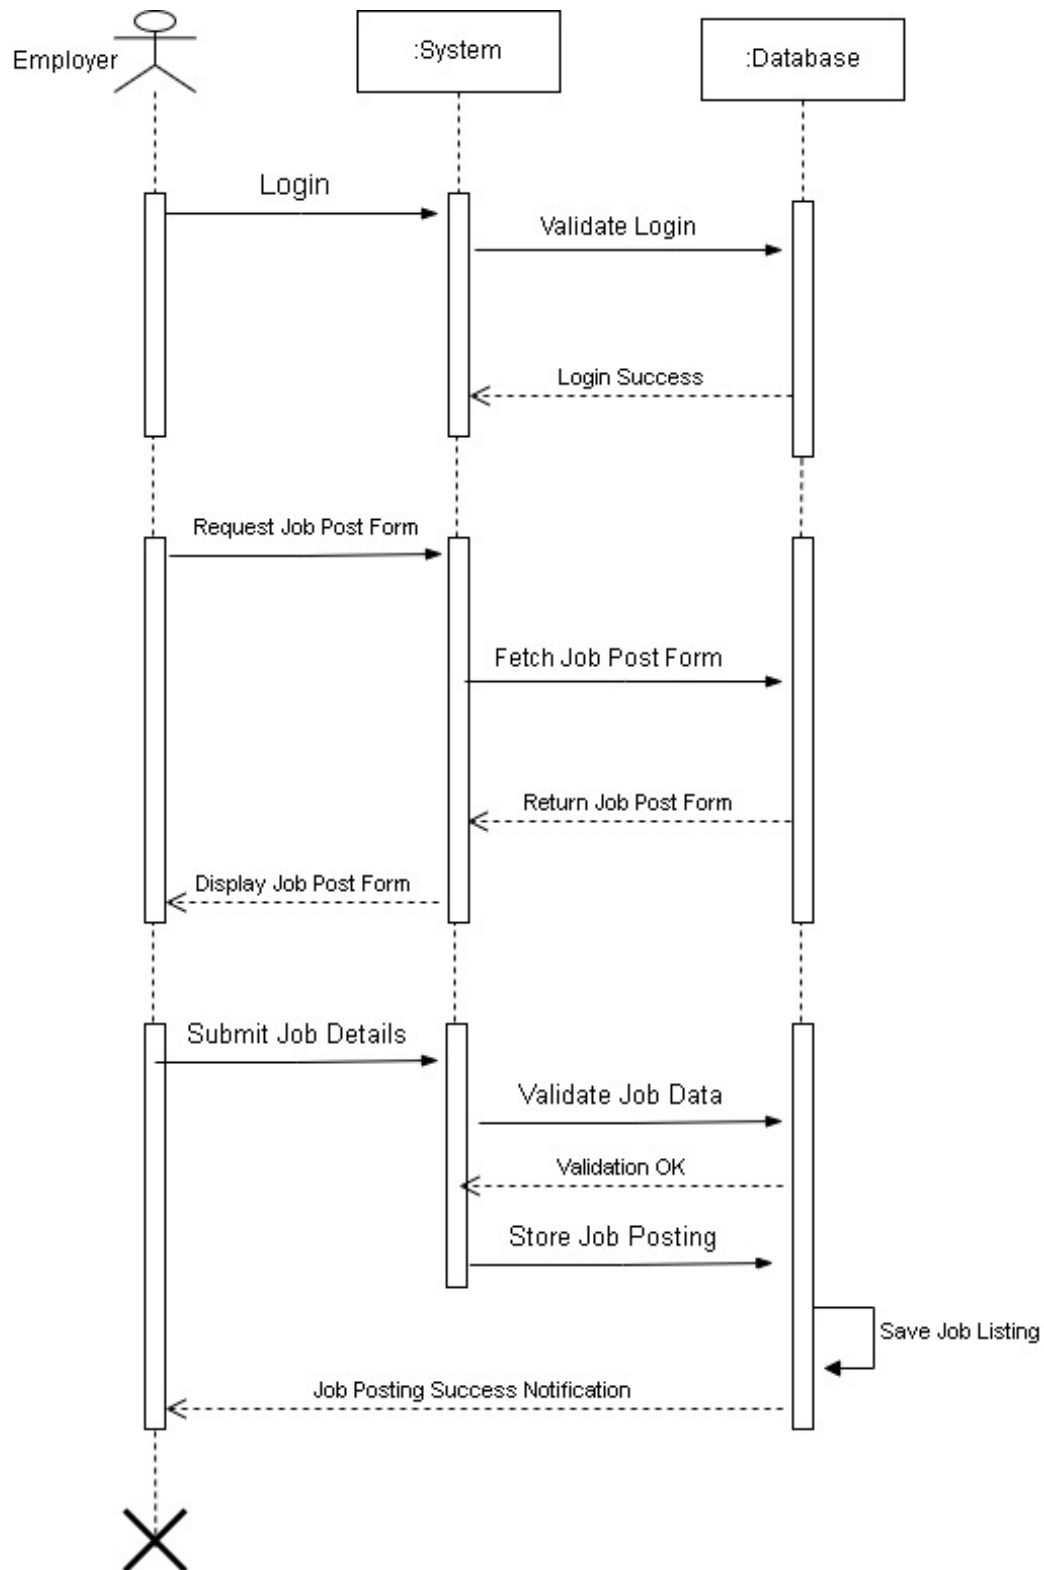 Employer
:System
:Database
Login
Validate Login
Login Success
Request Job Post Form
Fetch Job Post Form
Return Job Post Form
Display Job Post Form
Submit Job Details
Validate Job Data
Validation OK
Store Job Posting
Save Job Listing
Job Posting Success Notification